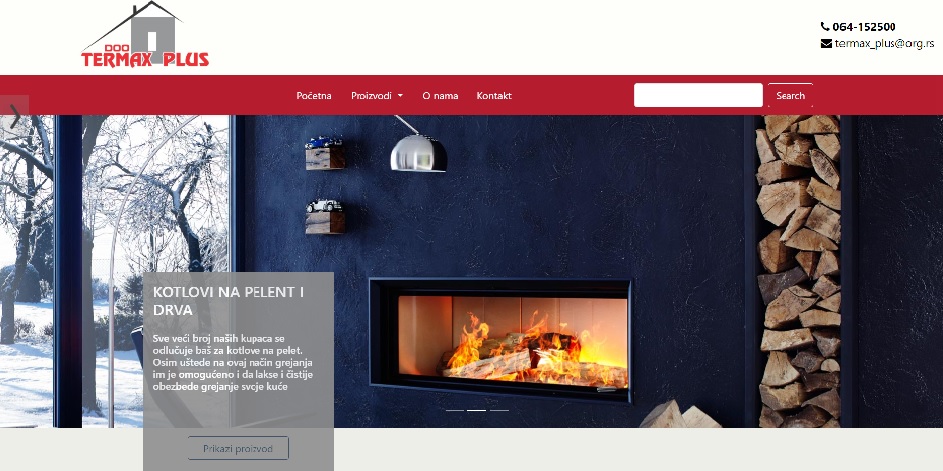 DOO
TERMAX PLUS
064-152500
termax_plus@org.rs
Početna Proizvodi O nama Kontakt Search
KOTLOVI NA PELENT I
DRVA
Sve veći broj naših kupaca se
odlučuje baš za kotlove na pelet.
Osim uštede na ovaj način grejanja
im je omogućeno i da lakse i čistije
obezbede grejanje svcje kuće
Prikazi proizvod